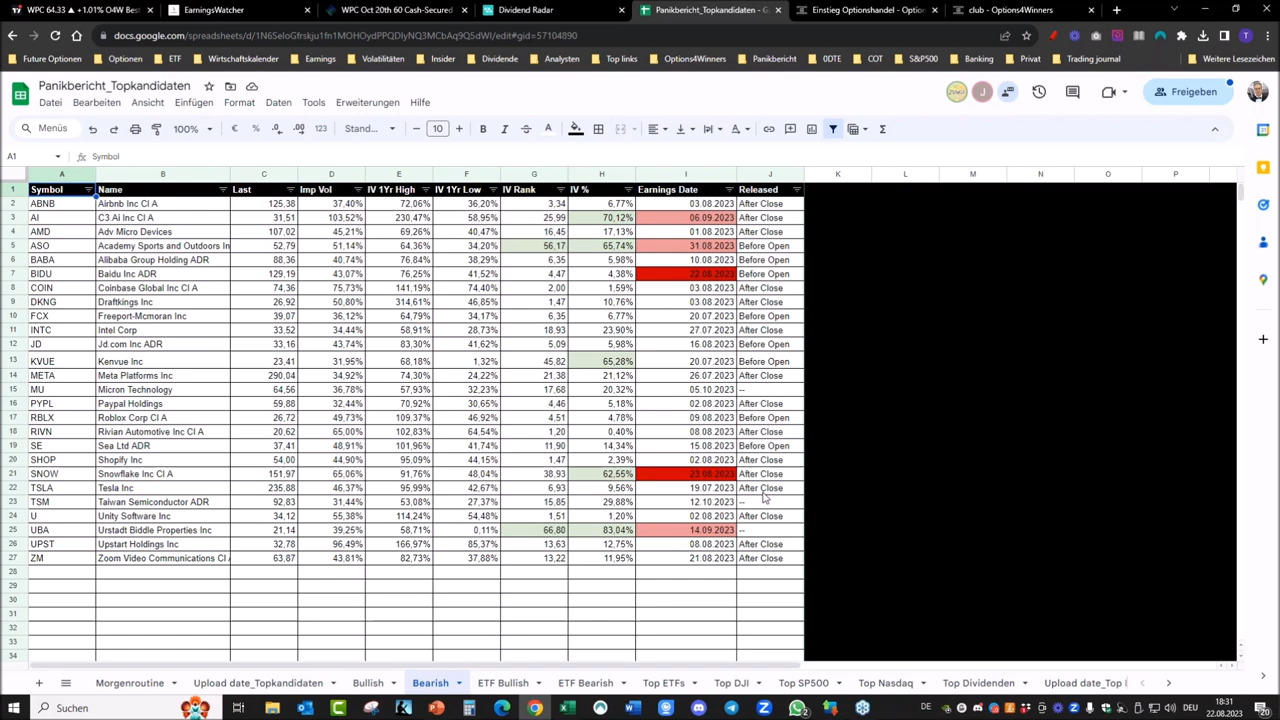 WPC 64.33 ▲ +1.01% O4W Best
EarningsWatcher
WPC Oct 20th 60 Cash-Secured
Dividend Radar
Panikbericht_Topkandidaten - G
Einstieg Optionshandel - Option
club - Options4Winners
docs.google.com/spreadsheets/d/
Future Optionen Optionen ETF Wirtschaftskalender Earnings Volatilitäten Insider Dividende Analysten Top links Options4Winners Panikbericht 0DTE S&P500 COT Banking Privat Trading journal Weitere Lesezeichen
Panikbericht_Topkandidaten
Datei Bearbeiten Ansicht Einfügen Format Daten Tools Erweiterungen Hilfe
Freigeben
Menüs 100% € % .0 .00 123 Stand... − 10 + B I A
A1 Symbol
A B C D E F G H I J K L M N O P
1 Symbol Name Last Imp Vol IV 1Yr High IV 1Yr Low IV Rank IV % Earnings Date Released
2 ABNB Airbnb Inc Cl A 125,38 37,40% 72,06% 36,20% 3,34 6,77% 03.08.2023 After Close
3 AI C3 Ai Inc Cl A 31,51 103,52% 230,47% 58,95% 25,99 70,12% 06.09.2023 After Close
4 AMD Adv Micro Devices 107,02 45,21% 69,26% 40,47% 16,45 17,13% 01.08.2023 After Close
5 ASO Academy Sports and Outdoors In 52,79 51,14% 64,36% 34,20% 56,17 65,74% 31.08.2023 Before Open
6 BABA Alibaba Group Holding ADR 88,36 40,74% 76,84% 38,29% 6,35 5,98% 10.08.2023 Before Open
7 BIDU Baidu Inc ADR 129,19 43,07% 76,25% 41,52% 4,47 4,38% 22.08.2023 Before Open
8 COIN Coinbase Global Inc Cl A 74,36 75,73% 141,19% 74,40% 2,00 1,59% 03.08.2023 After Close
9 DKNG Draftkings Inc 26,92 50,80% 314,61% 46,85% 1,47 10,76% 03.08.2023 After Close
10 FCX Freeport-Mcmoran Inc 39,07 36,12% 64,79% 34,17% 6,35 6,77% 20.07.2023 Before Open
11 INTC Intel Corp 33,52 34,44% 58,91% 28,73% 18,93 23,90% 27.07.2023 After Close
12 JD Jd.com Inc ADR 33,16 43,74% 83,30% 41,62% 5,09 5,98% 16.08.2023 Before Open
13 KVUE Kenvue Inc 23,41 31,95% 68,18% 1,32% 45,82 65,28% 20.07.2023 Before Open
14 META Meta Platforms Inc 290,04 34,92% 74,30% 24,22% 21,38 21,12% 26.07.2023 After Close
15 MU Micron Technology 64,56 36,78% 57,93% 32,23% 17,68 20,32% 05.10.2023 --
16 PYPL Paypal Holdings 59,88 32,44% 70,92% 30,65% 4,46 5,18% 02.08.2023 After Close
17 RBLX Roblox Corp Cl A 26,72 49,73% 109,37% 46,92% 4,51 4,78% 09.08.2023 Before Open
18 RIVN Rivian Automotive Inc Cl A 20,62 65,00% 102,83% 64,54% 1,20 0,40% 08.08.2023 After Close
19 SE Sea Ltd ADR 37,41 48,91% 101,96% 41,74% 11,90 14,34% 15.08.2023 Before Open
20 SHOP Shopify Inc 54,00 44,90% 95,09% 44,15% 1,47 2,39% 02.08.2023 After Close
21 SNOW Snowflake Inc Cl A 151,97 65,06% 91,76% 48,04% 38,93 62,55% 23.08.2023 After Close
22 TSLA Tesla Inc 235,88 46,37% 95,99% 42,67% 6,93 9,56% 19.07.2023 After Close
23 TSM Taiwan Semiconductor ADR 92,83 31,44% 53,08% 27,37% 15,85 29,88% 12.10.2023 --
24 U Unity Software Inc 34,12 55,38% 114,24% 54,48% 1,51 1,20% 02.08.2023 After Close
25 UBA Urstadt Biddle Properties Inc 21,14 39,25% 58,71% 0,11% 66,80 83,04% 14.09.2023 --
26 UPST Upstart Holdings Inc 32,78 96,49% 166,97% 85,37% 13,63 12,75% 08.08.2023 After Close
27 ZM Zoom Video Communications Cl A 63,87 43,81% 82,73% 37,88% 13,22 11,95% 21.08.2023 After Close
28
29
30
31
32
33
34
Morgenroutine Upload date_Topkandidaten Bullish Bearish ETF Bullish ETF Bearish Top ETFs Top DJI Top SP500 Top Nasdaq Top Dividenden Upload date_Top
Suchen
DEU
18:31
22.08.2023